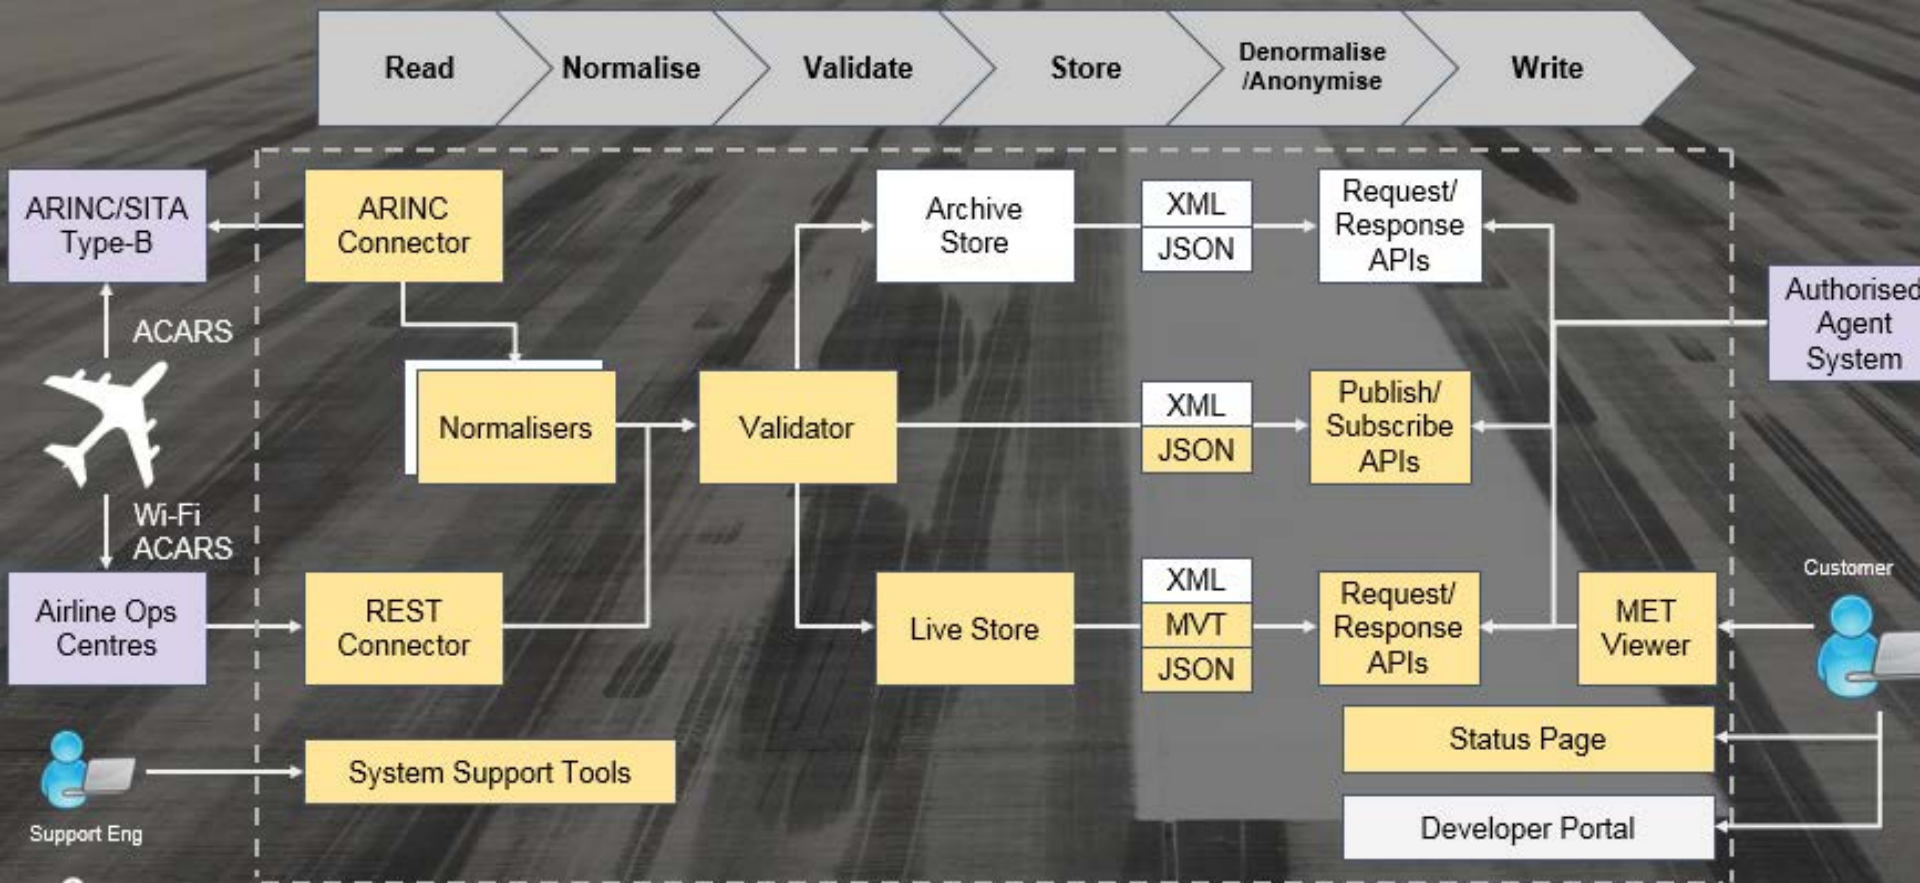 Read
Normalise
Validate
Store
Denormalise
/Anonymise
Write
ARINC/SITA
Type-B
ARINC
Connector
Archive
Store
XML
JSON
Request/
Response
APIs
Authorised
Agent
System
ACARS
Normalisers
Validator
XML
JSON
Publish/
Subscribe
APIs
Wi-Fi
ACARS
Airline Ops
Centres
REST
Connector
Live Store
XML
MVT
JSON
Request/
Response
APIs
MET
Viewer
Customer
Status Page
System Support Tools
Support Eng
Developer Portal